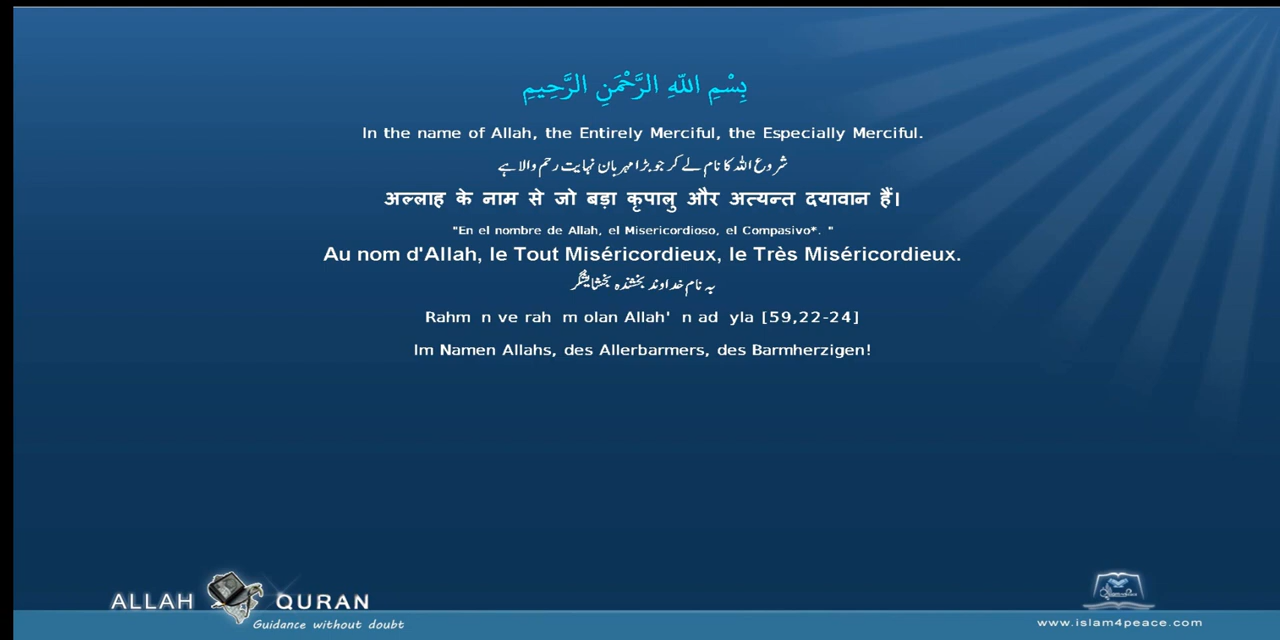 بِسْمِ اللّهِ الرَّحْمَنِ الرَّحِيمِ
In the name of Allah, the Entirely Merciful, the Especially Merciful.
شروع اللہ کا نام لے کر جو بڑا مہربان نہایت رحم والا ہے
अल्लाह के नाम से जो बड़ा कृपालु और अत्यन्त दयावान हैं।
"En el nombre de Allah, el Misericordioso, el Compasivo*. "
Au nom d'Allah, le Tout Miséricordieux, le Très Miséricordieux.
به نام خداوند بخشنده بخشایشگر
Rahm n ve rah m olan Allah' n ad yla [59,22-24]
Im Namen Allahs, des Allerbarmers, des Barmherzigen!
ALLAH QURAN
Guidance without doubt
www.islam4peace.com